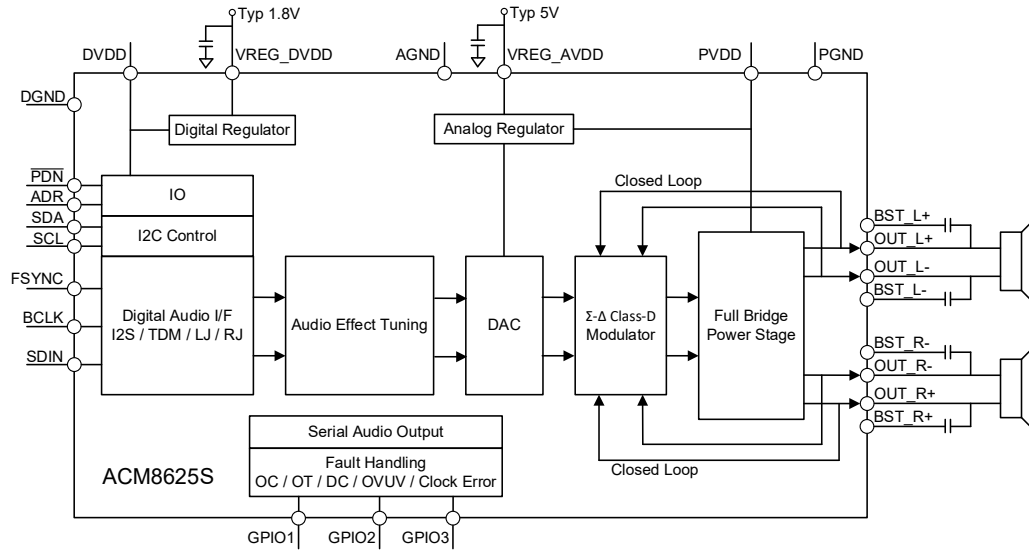 Typ 1.8V
Typ 5V
DVDD
VREG_DVDD
AGND
VREG_AVDD
PVDD
PGND
DGND
Digital Regulator
Analog Regulator
PDN
ADR
SDA
SCL
FSYNC
BCLK
SDIN
IO
I2C Control
Digital Audio I/F
I2S / TDM / LJ / RJ
Audio Effect Tuning
DAC
Closed Loop
Σ-Δ Class-D
Modulator
Full Bridge
Power Stage
Closed Loop
BST_L+
OUT_L+
OUT_L-
BST_L-
BST_R-
OUT_R-
OUT_R+
BST_R+
Serial Audio Output
Fault Handling
OC / OT / DC / OVUV / Clock Error
ACM8625S
GPIO1
GPIO2
GPIO3